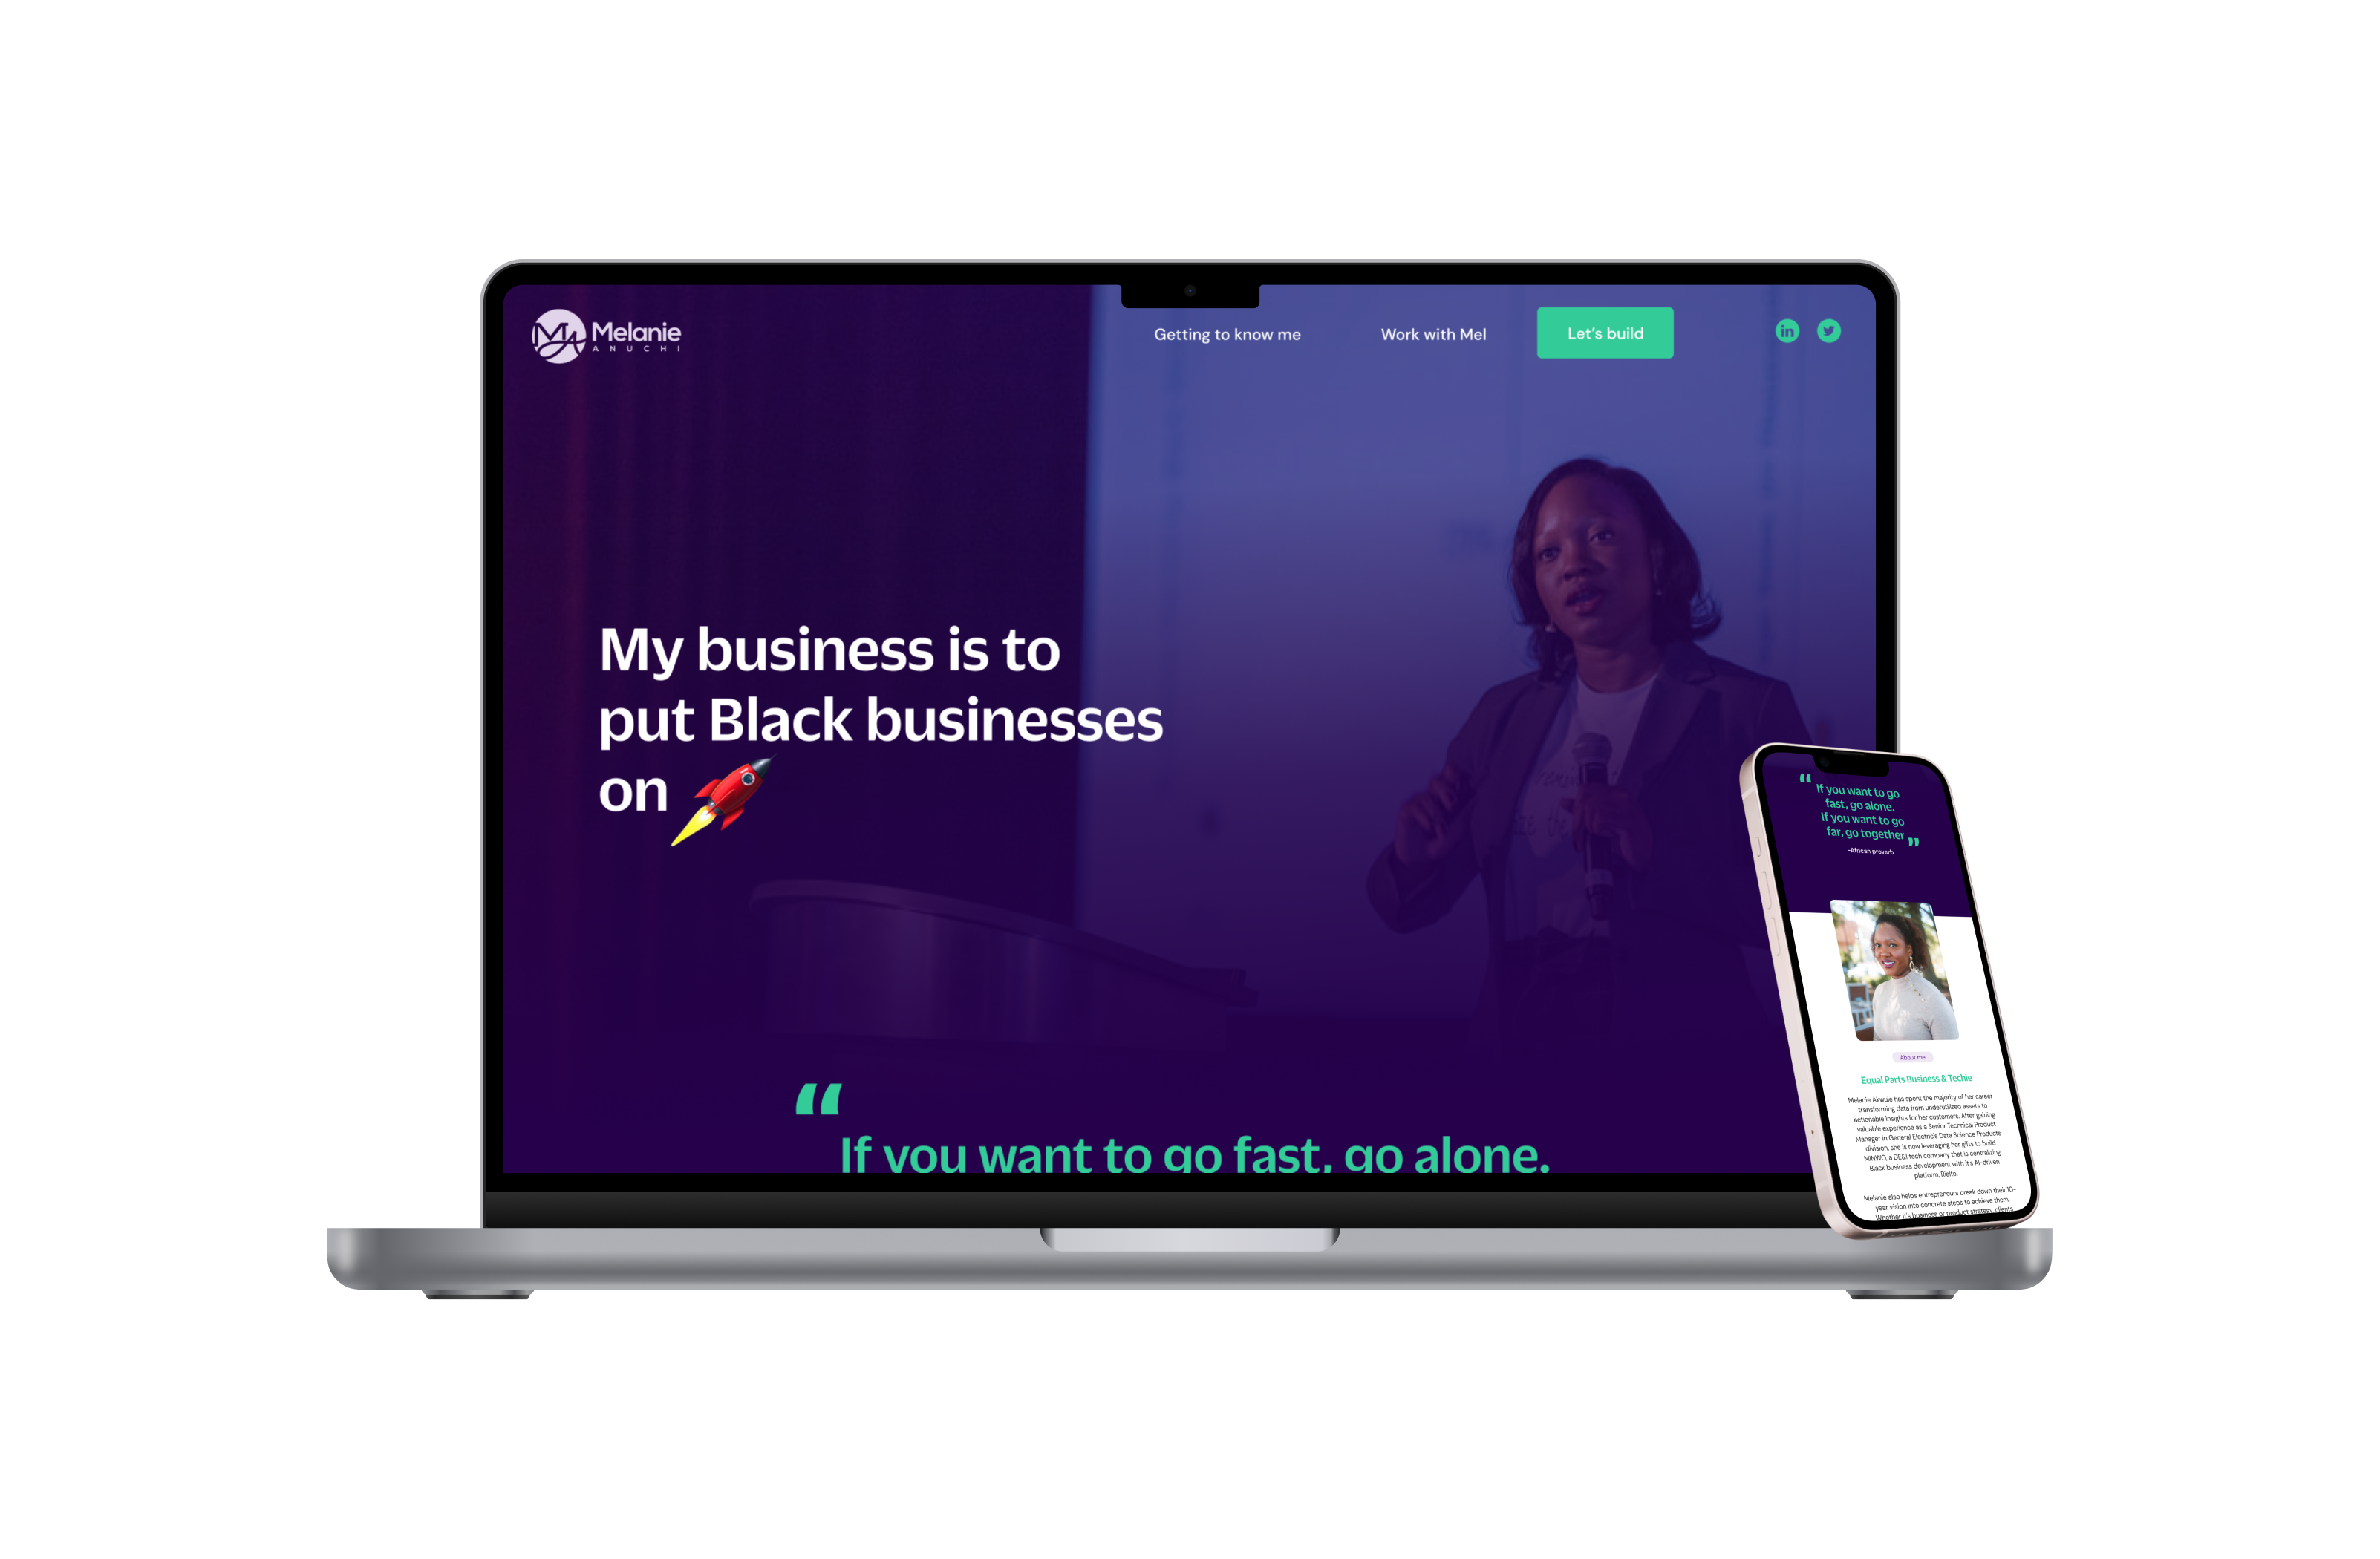 Melanie
ANUCHI
Getting to know me
Work with Mel
Let's build
in
My business is to
put Black businesses
on
“
If you want to go fast, go alone.
“
If you want to go
fast, go alone.
If you want to go
far, go together
”
-African proverb
About me
Equal Parts Business & Techie
Melanie Akwule has spent the majority of her career
transforming data from underutilized assets to
actionable insights for her customers. After gaining
valuable experience as a Senior Technical Product
Manager in General Electric's Data Science Products
division, she is now leveraging her gifts to build
MINWO, a DE&I tech company that is centralizing
Black business development with it's AI-driven
platform, Rialto.
Melanie also helps entrepreneurs break down their 10-
year vision into concrete steps to achieve them.
Whether it's business or product strategy, clients